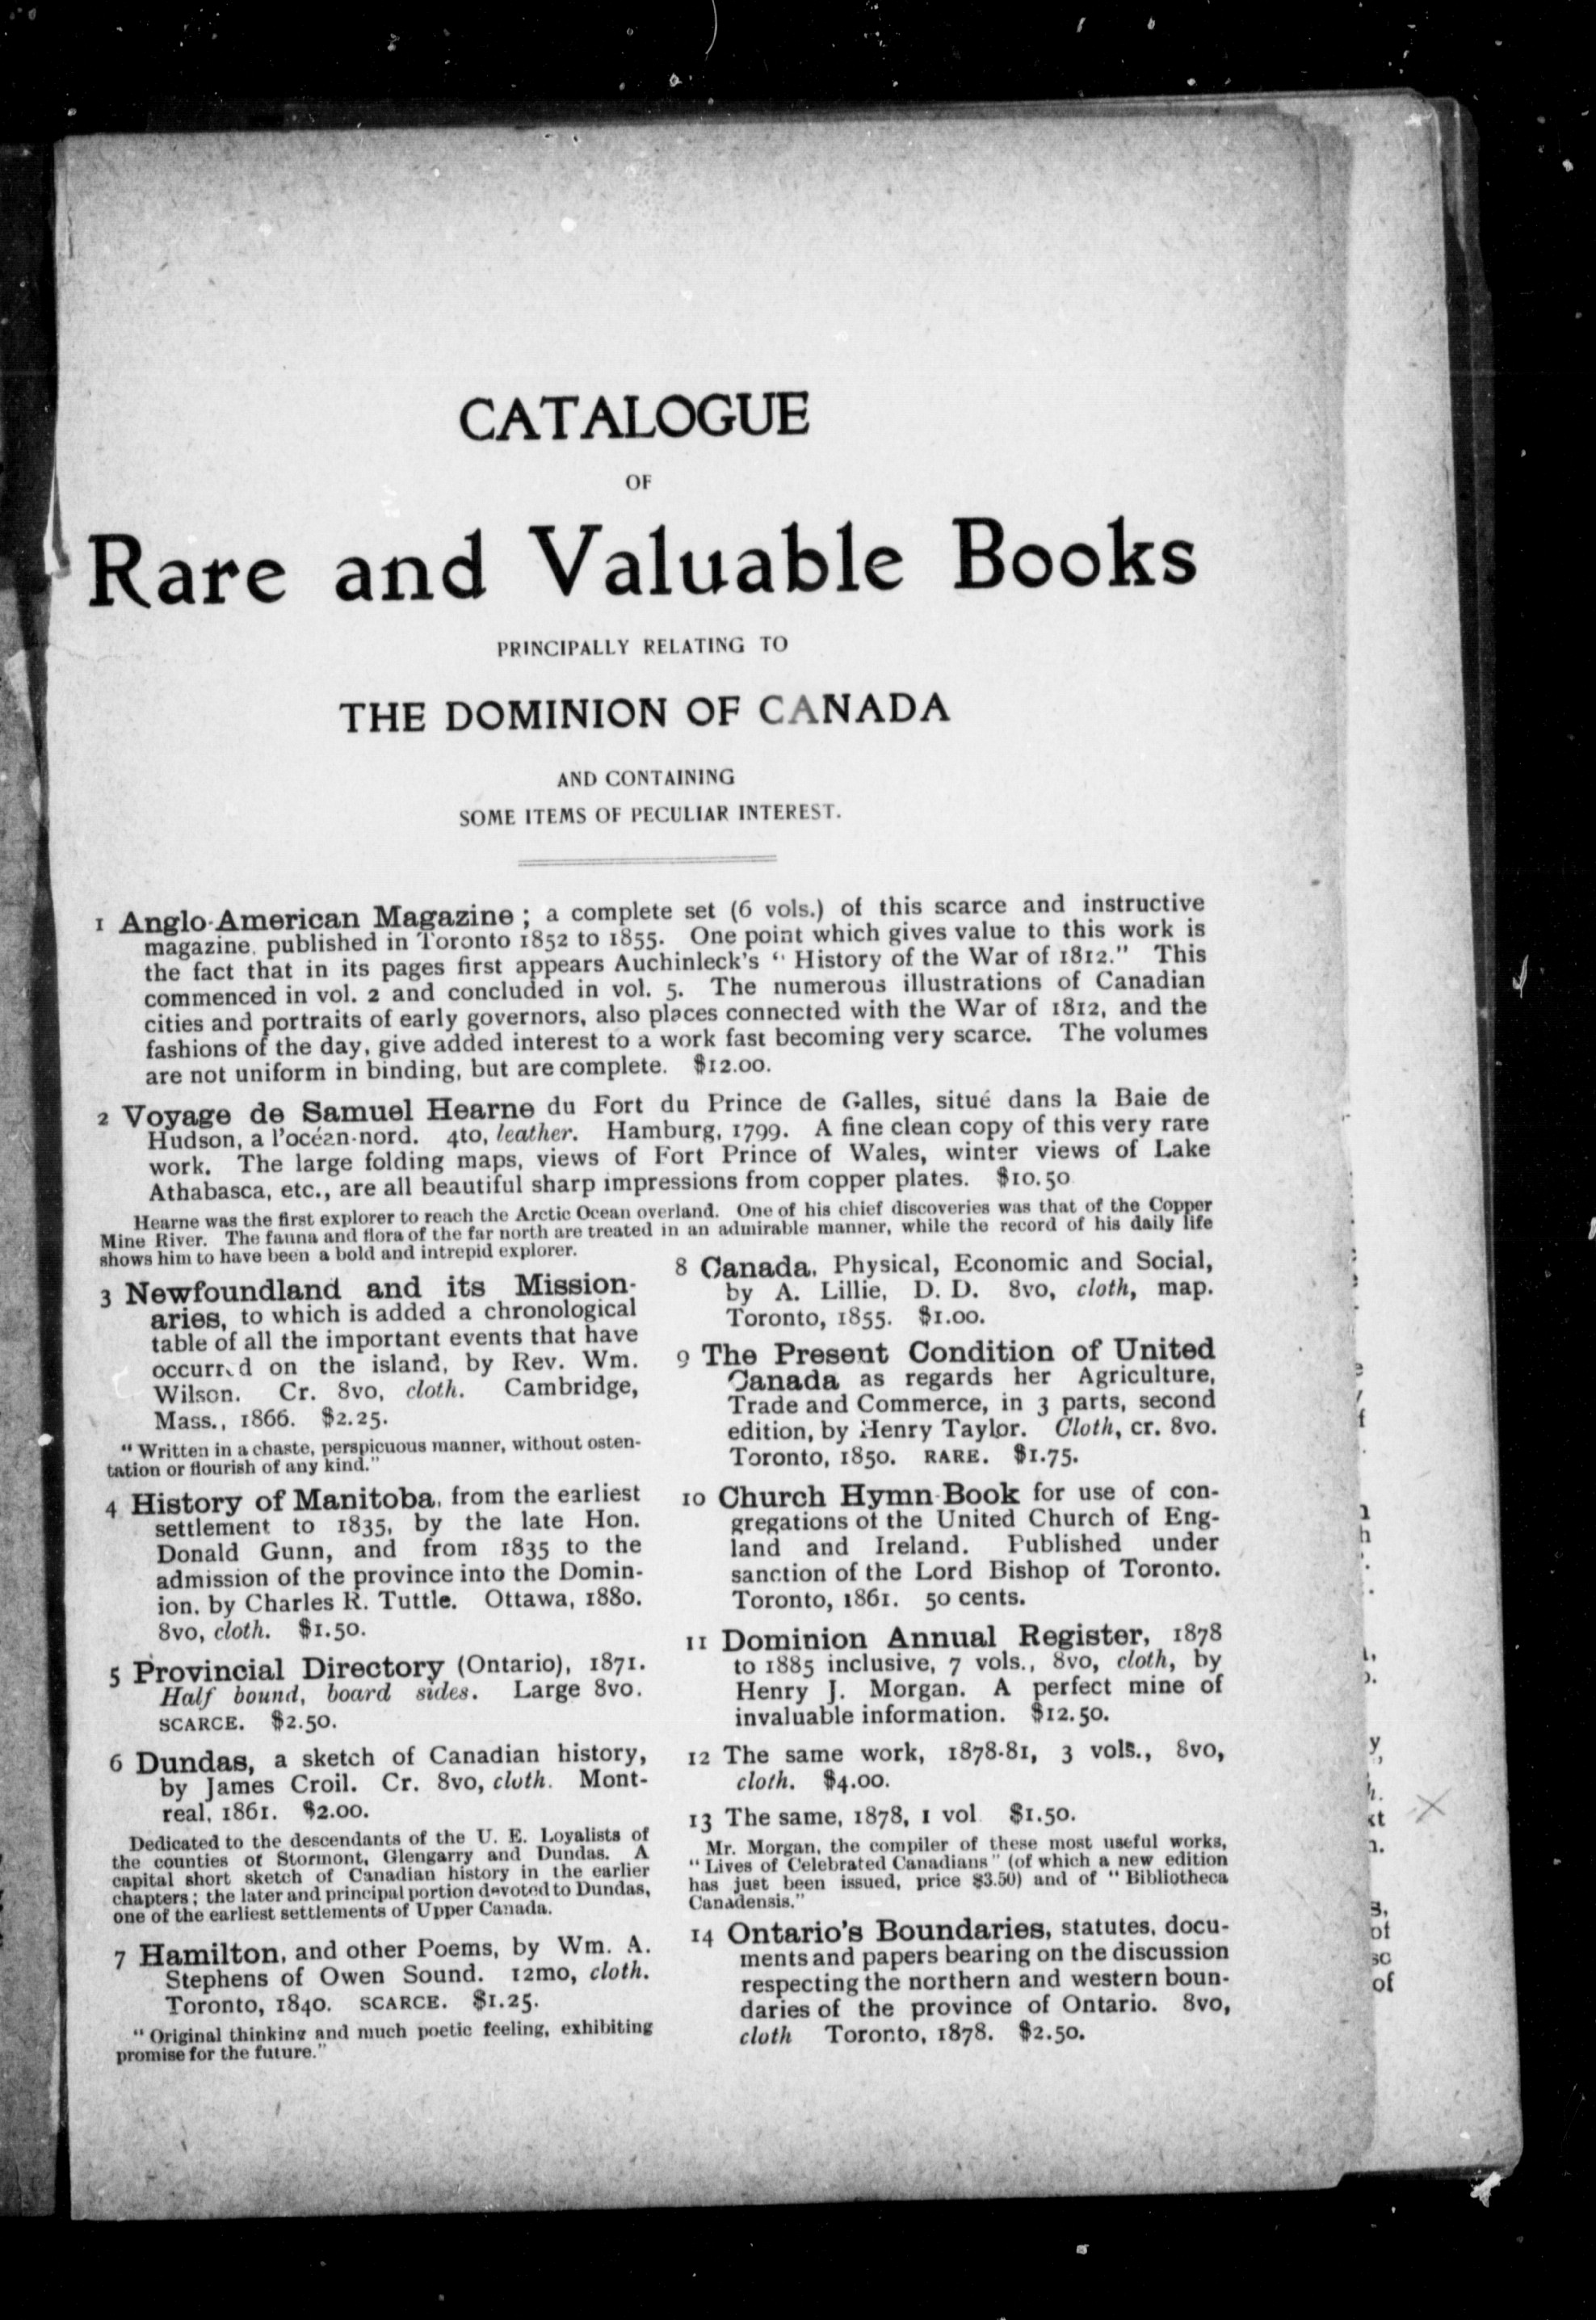 CATALOGUE
OF
Rare and Valuable Books
PRINCIPALLY RELATING TO
THE DOMINION OF CANADA
AND CONTAINING
SOME ITEMS OF PECULIAR INTEREST.
1 Anglo-American Magazine; a complete set (6 vols.) of this scarce and instructive
magazine, published in Toronto 1852 to 1855. One point which gives value to this work is
the fact that in its pages first appears Auchinleck's "History of the War of 1812." This
commenced in vol. 2 and concluded in vol. 5. The numerous illustrations of Canadian
cities and portraits of early governors, also places connected with the War of 1812, and the
fashions of the day, give added interest to a work fast becoming very scarce. The volumes
are not uniform in binding, but are complete. $12.00.
2 Voyage de Samuel Hearne du Fort du Prince de Galles, situé dans la Baie de
Hudson, a l'océan-nord. 4to, leather. Hamburg, 1799. A fine clean copy of this very rare
work. The large folding maps, views of Fort Prince of Wales, winter views of Lake
Athabasca, etc., are all beautiful sharp impressions from copper plates. $10.50
Hearne was the first explorer to reach the Arctic Ocean overland. One of his chief discoveries was that of the Copper
Mine River. The fauna and flora of the far north are treated in an admirable manner, while the record of his daily life
shows him to have been a bold and intrepid explorer.
3 Newfoundland and its Mission-
aries, to which is added a chronological
table of all the important events that have
occurred on the island, by Rev. Wm.
Wilson. Cr. 8vo, cloth. Cambridge,
Mass., 1866. $2.25.
"Written in a chaste, perspicuous manner, without osten-
tation or flourish of any kind."
4 History of Manitoba, from the earliest
settlement to 1835, by the late Hon.
Donald Gunn, and from 1835 to the
admission of the province into the Domin-
ion, by Charles R. Tuttle. Ottawa, 1880.
8vo, cloth. $1.50.
5 Provincial Directory (Ontario), 1871.
Half bound, board sides. Large 8vo.
SCARCE. $2.50.
6 Dundas, a sketch of Canadian history,
by James Croil. Cr. 8vo, cloth. Mont-
real, 1861. $2.00.
Dedicated to the descendants of the U. E. Loyalists of
the counties of Stormont, Glengarry and Dundas. A
capital short sketch of Canadian history in the earlier
chapters; the later and principal portion devoted to Dundas,
one of the earliest settlements of Upper Canada.
7 Hamilton, and other Poems, by Wm. A.
Stephens of Owen Sound. 12mo, cloth.
Toronto, 1840. SCARCE. $1.25.
"Original thinking and much poetic feeling, exhibiting
promise for the future."
8 Canada, Physical, Economic and Social,
by A. Lillie, D. D. 8vo, cloth, map.
Toronto, 1855. $1.00.
9 The Present Condition of United
Canada as regards her Agriculture,
Trade and Commerce, in 3 parts, second
edition, by Henry Taylor. Cloth, cr. 8vo.
Toronto, 1850. RARE. $1.75.
10 Church Hymn-Book for use of con-
gregations of the United Church of Eng-
land and Ireland. Published under
sanction of the Lord Bishop of Toronto.
Toronto, 1861. 50 cents.
11 Dominion Annual Register, 1878
to 1885 inclusive, 7 vols., 8vo, cloth, by
Henry J. Morgan. A perfect mine of
invaluable information. $12.50.
12 The same work, 1878-81, 3 vols., 8vo,
cloth. $4.00.
13 The same, 1878, 1 vol $1.50.
Mr. Morgan, the compiler of these most useful works,
"Lives of Celebrated Canadians" (of which a new edition
has just been issued, price $3.50) and of "Bibliotheca
Canadensis."
14 Ontario's Boundaries, statutes, docu-
ments and papers bearing on the discussion
respecting the northern and western boun-
daries of the province of Ontario. 8vo,
cloth Toronto, 1878. $2.50.